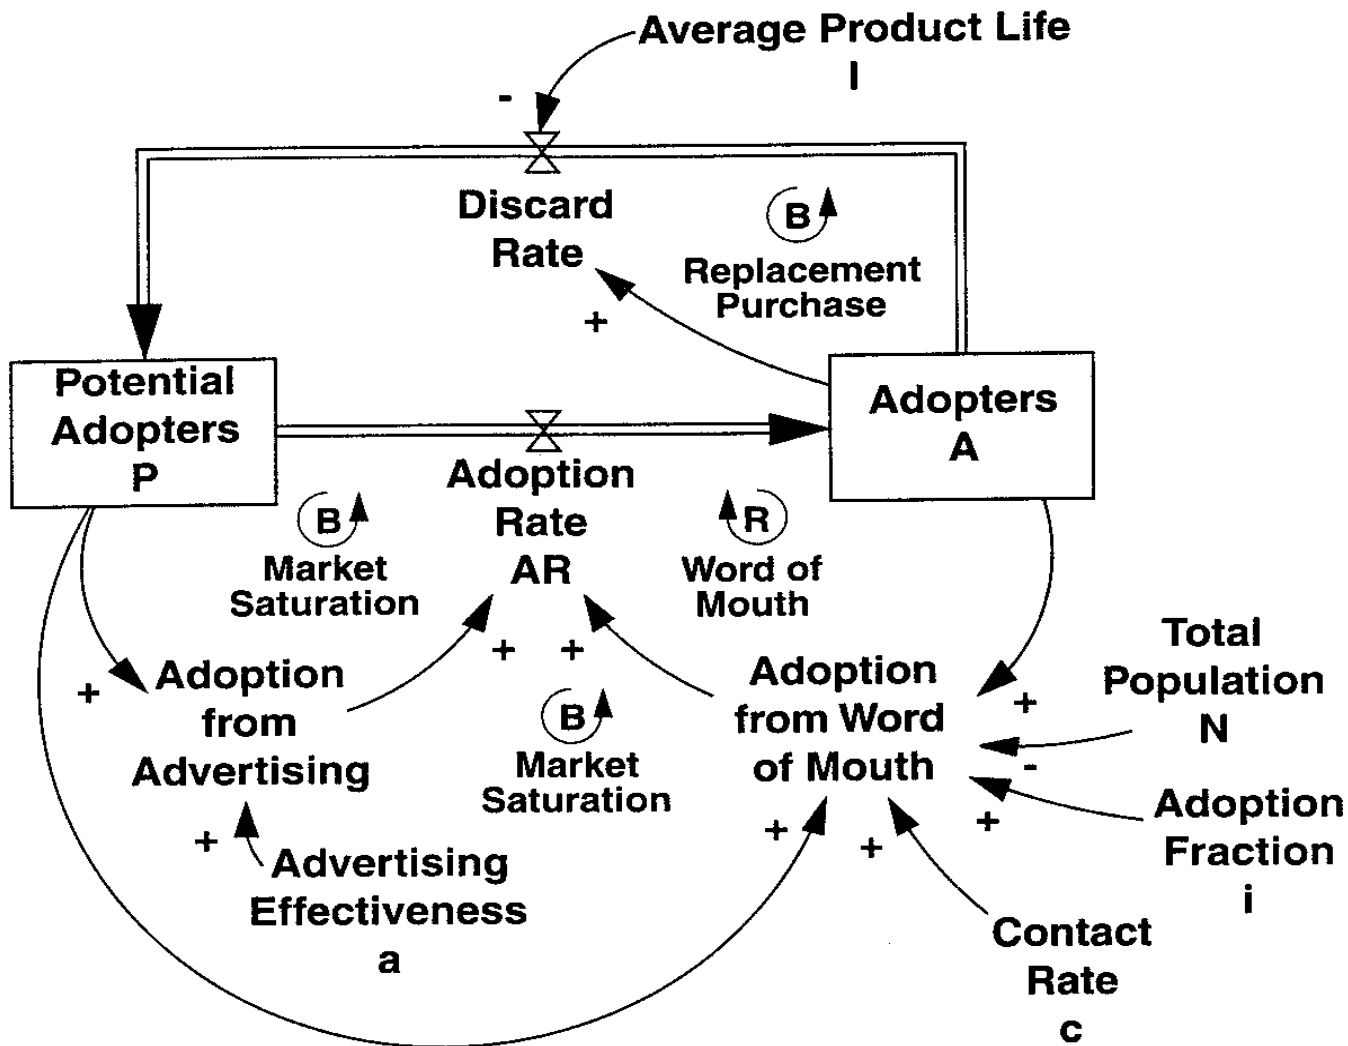 Average Product Life
l
-
Discard
Rate
B
Replacement
Purchase
+
Potential
Adopters
P
Adopters
A
Adoption
Rate
AR
B
Market
Saturation
R
Word of
Mouth
+
+
+
Adoption
from
Advertising
B
Market
Saturation
Adoption
from Word
of Mouth
+
Total
Population
N
-
+
Advertising
Effectiveness
a
+
+
+
Adoption
Fraction
i
Contact
Rate
c